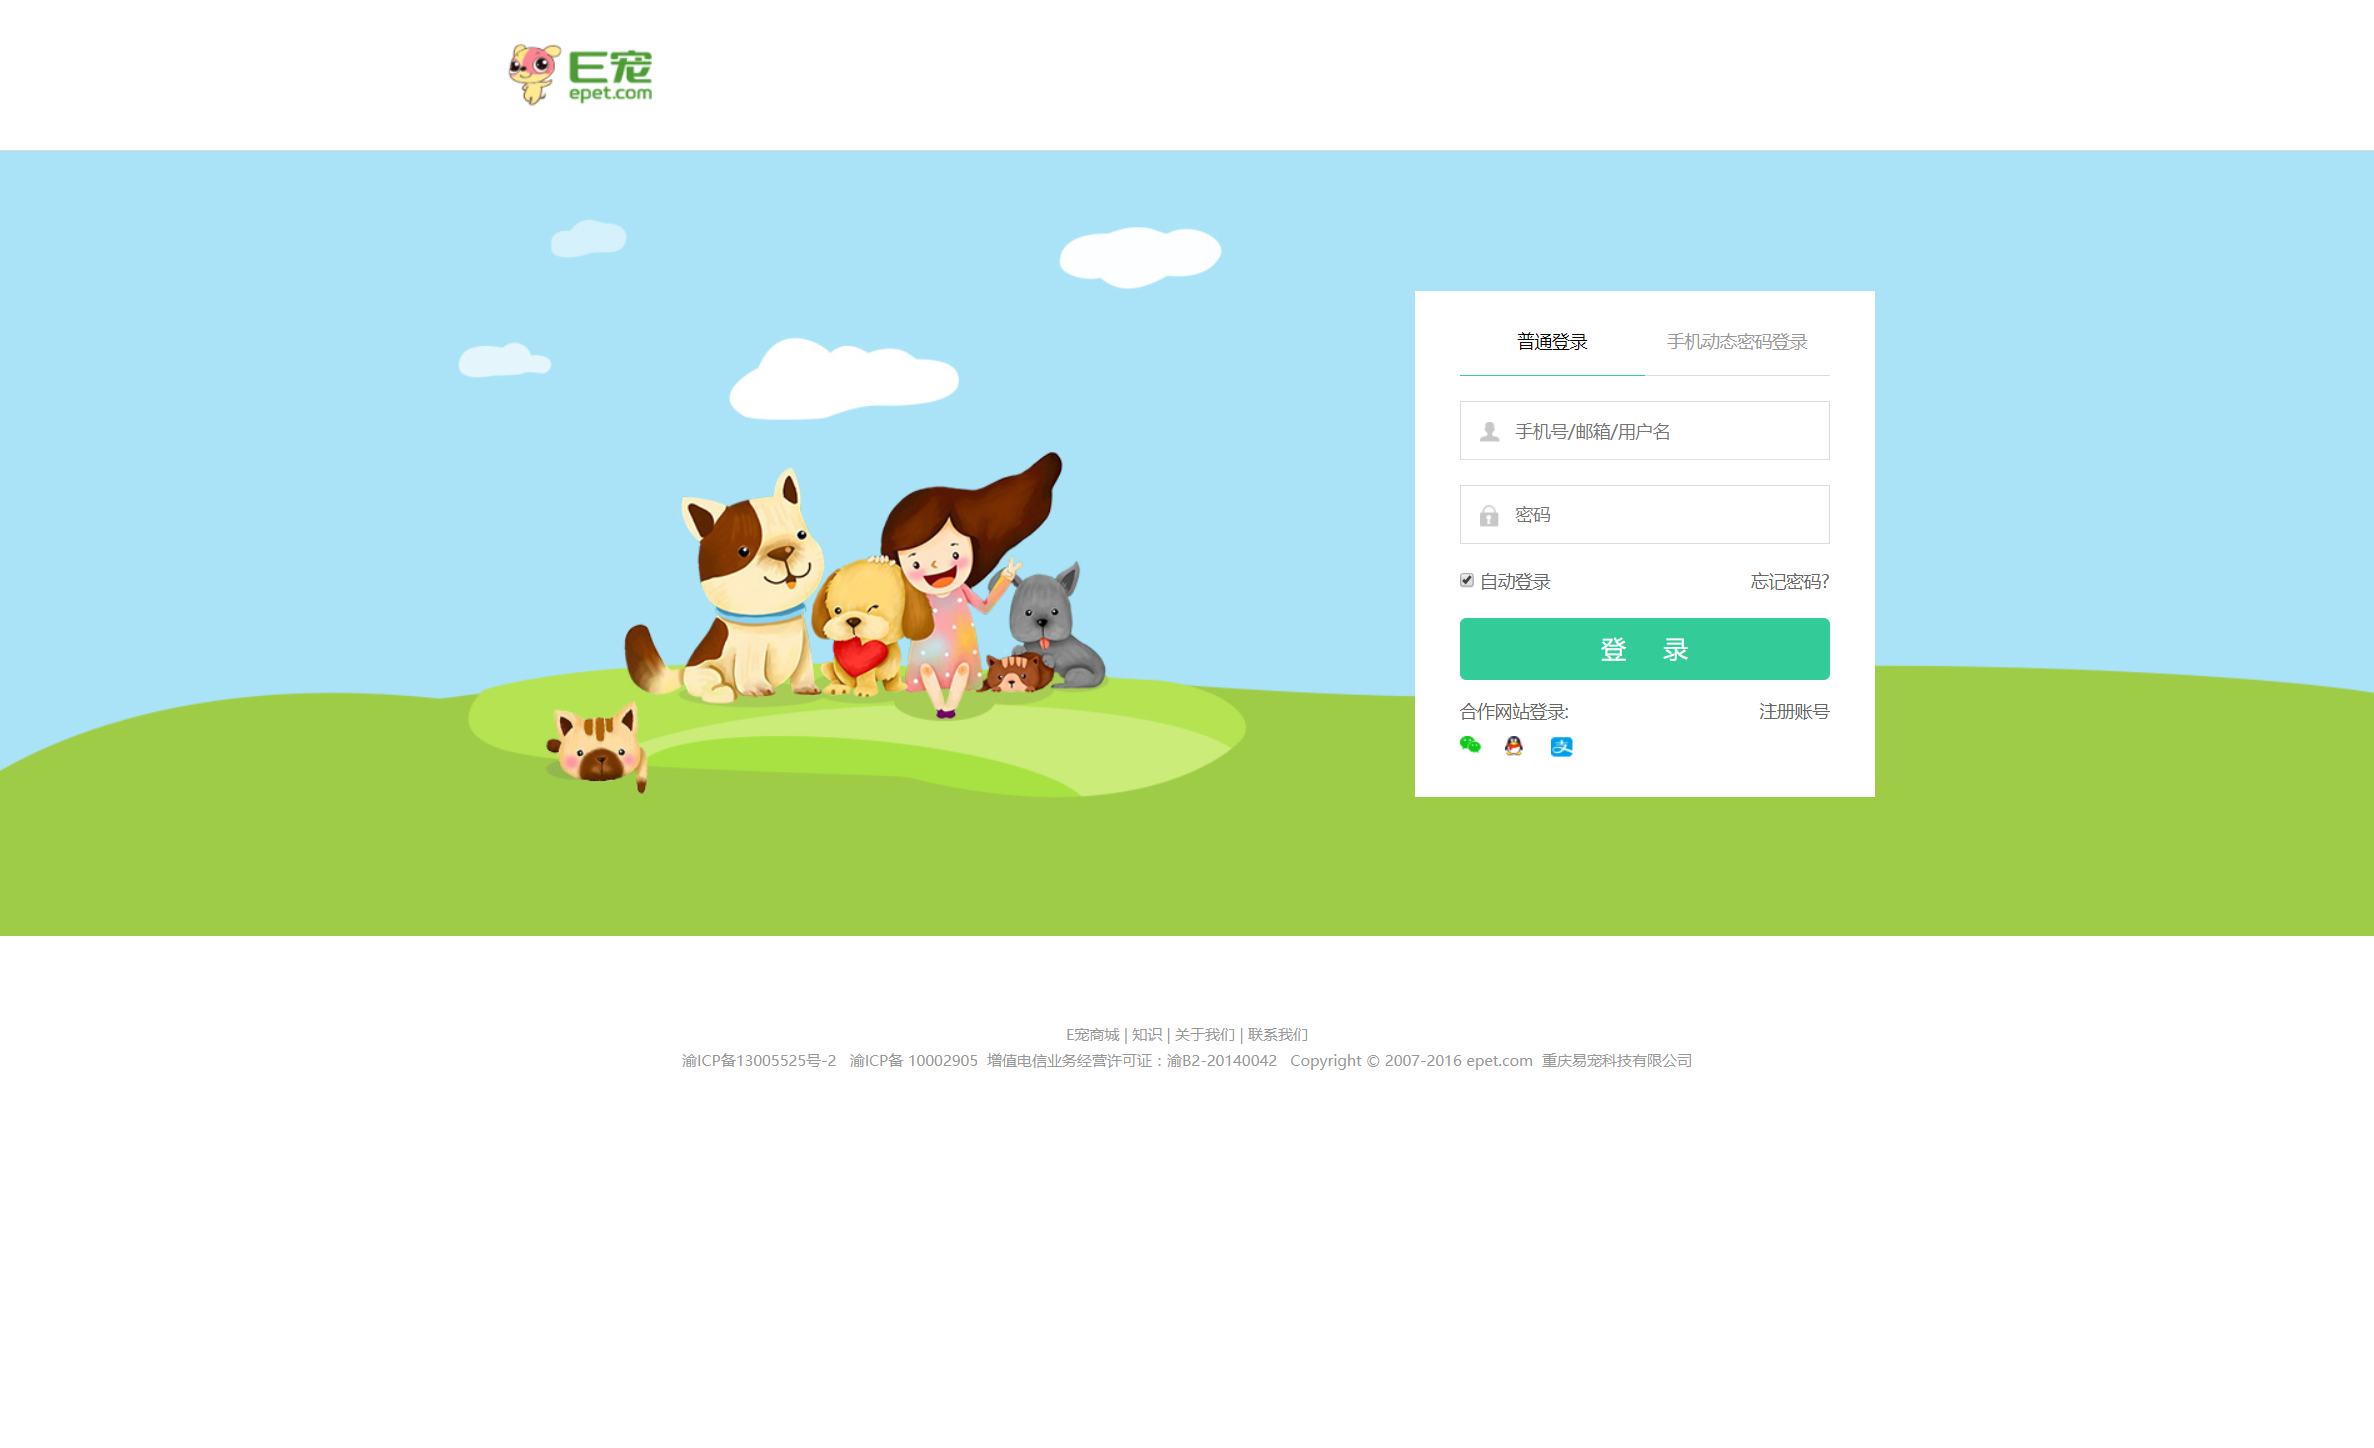 E宠
epet.com
普通登录 手机动态密码登录
手机号/邮箱/用户名
密码
自动登录 忘记密码?
登 录
合作网站登录: 注册账号
支
E宠商城 | 知识 | 关于我们 | 联系我们
渝ICP备13005525号-2 渝ICP备 10002905 增值电信业务经营许可证：渝B2-20140042 Copyright © 2007-2016 epet.com 重庆易宠科技有限公司